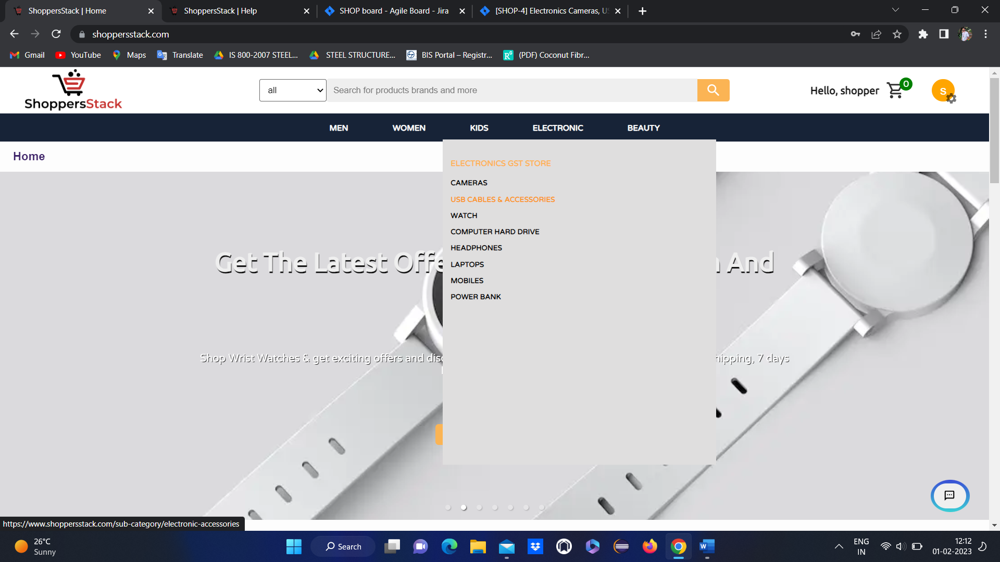 ShoppersStack | Home
ShoppersStack | Help
SHOP board - Agile Board - Jira
[SHOP-4] Electronics Cameras, US
shoppersstack.com
Gmail
YouTube
Maps
Translate
IS 800-2007 STEEL...
STEEL STRUCTURE...
BIS Portal – Registr...
(PDF) Coconut Fibr...
ShoppersStack
all
Search for products brands and more
Hello, shopper
0
S
MEN
WOMEN
KIDS
ELECTRONIC
BEAUTY
Home
ELECTRONICS GST STORE
CAMERAS
USB CABLES & ACCESSORIES
WATCH
COMPUTER HARD DRIVE
HEADPHONES
LAPTOPS
MOBILES
POWER BANK
Get The Latest Offe
And
Shop Wrist Watches & get exciting offers and disc
hipping, 7 days
https://www.shoppersstack.com/sub-category/electronic-accessories
26°C
Sunny
Search
ENG
IN
12:12
01-02-2023